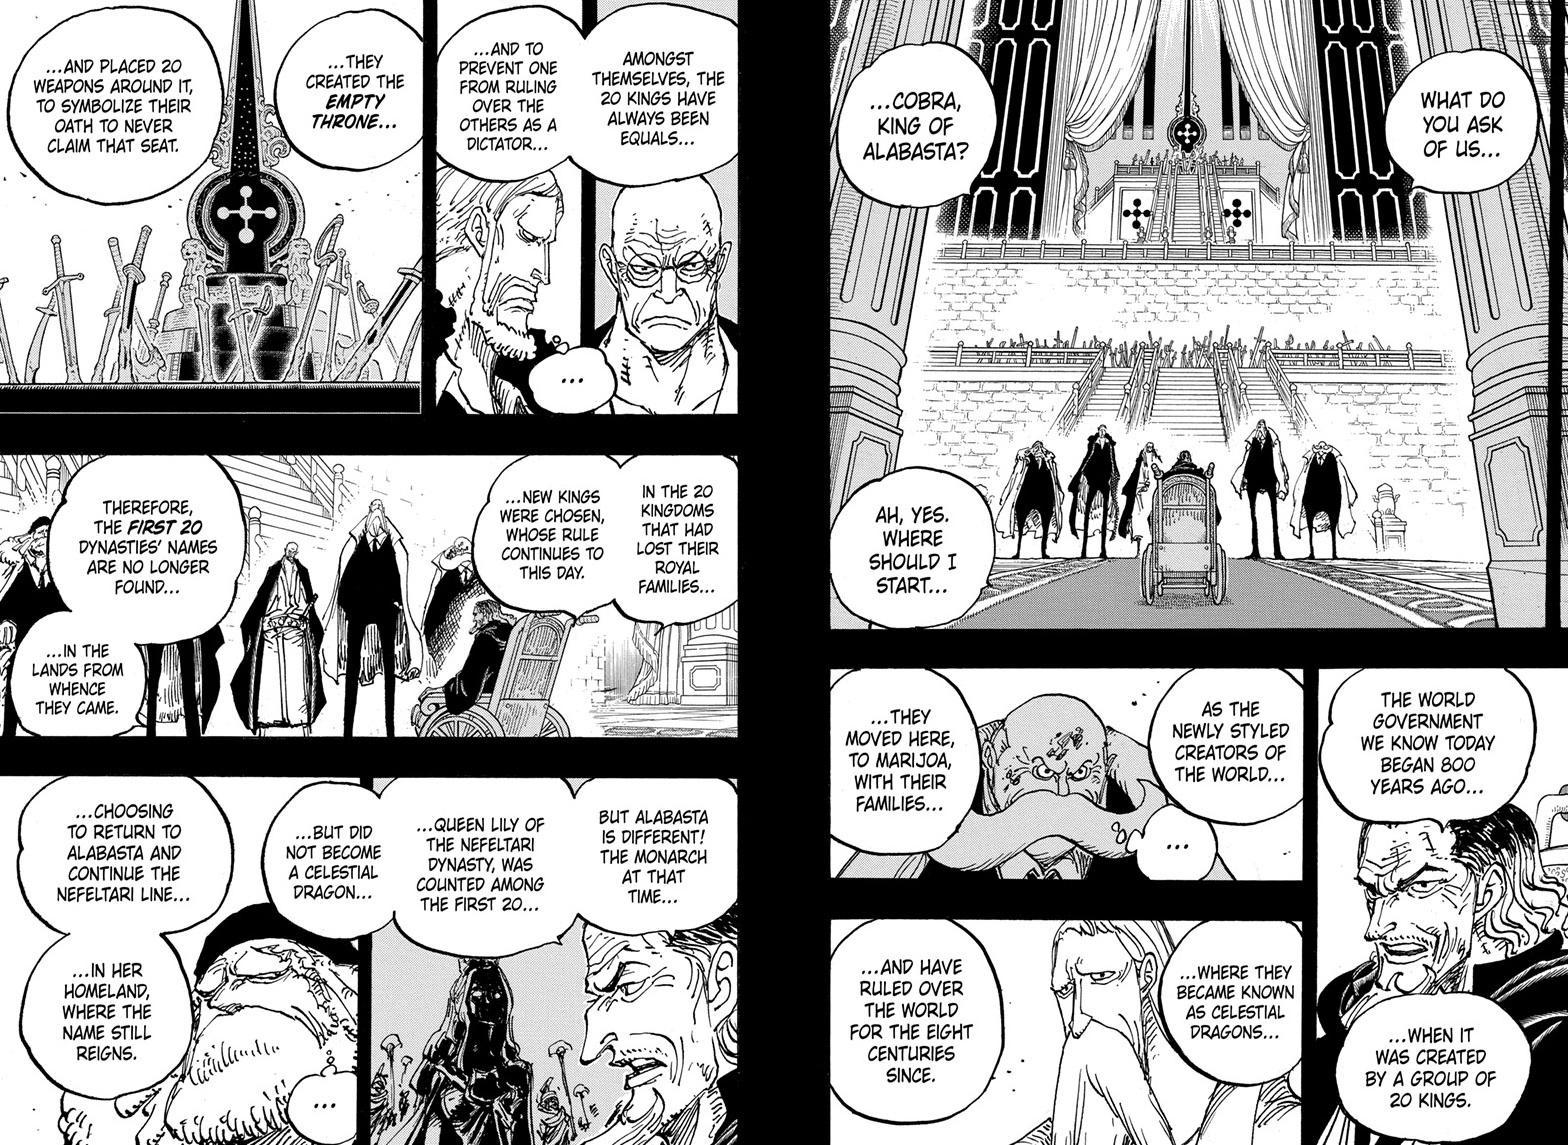 WHAT DO
YOU ASK
OF US...
...COBRA,
KING OF
ALABASTA?
AH, YES.
WHERE
SHOULD I
START...
THE WORLD
GOVERNMENT
WE KNOW TODAY
BEGAN 800
YEARS AGO...
...WHEN IT
WAS CREATED
BY A GROUP OF
20 KINGS.
AS THE
NEWLY STYLED
CREATORS OF
THE WORLD...
...
...THEY
MOVED HERE,
TO MARIJOA,
WITH THEIR
FAMILIES...
...WHERE THEY
BECAME KNOWN
AS CELESTIAL
DRAGONS...
...AND HAVE
RULED OVER
THE WORLD
FOR THE EIGHT
CENTURIES
SINCE.
AMONGST
THEMSELVES, THE
20 KINGS HAVE
ALWAYS BEEN
EQUALS...
...AND TO
PREVENT ONE
FROM RULING
OVER THE
OTHERS AS A
DICTATOR...
...
...THEY
CREATED THE
EMPTY
THRONE...
...AND PLACED 20
WEAPONS AROUND IT,
TO SYMBOLIZE THEIR
OATH TO NEVER
CLAIM THAT SEAT.
IN THE 20
KINGDOMS
THAT HAD
LOST THEIR
ROYAL
FAMILIES...
...NEW KINGS
WERE CHOSEN,
WHOSE RULE
CONTINUES TO
THIS DAY.
THEREFORE,
THE FIRST 20
DYNASTIES' NAMES
ARE NO LONGER
FOUND...
...IN THE
LANDS FROM
WHENCE
THEY CAME.
BUT ALABASTA
IS DIFFERENT!
THE MONARCH
AT THAT
TIME...
...QUEEN LILY OF
THE NEFELTARI
DYNASTY, WAS
COUNTED AMONG
THE FIRST 20...
...BUT DID
NOT BECOME
A CELESTIAL
DRAGON...
...CHOOSING
TO RETURN TO
ALABASTA AND
CONTINUE THE
NEFELTARI LINE...
...IN HER
HOMELAND,
WHERE THE
NAME STILL
REIGNS.
...